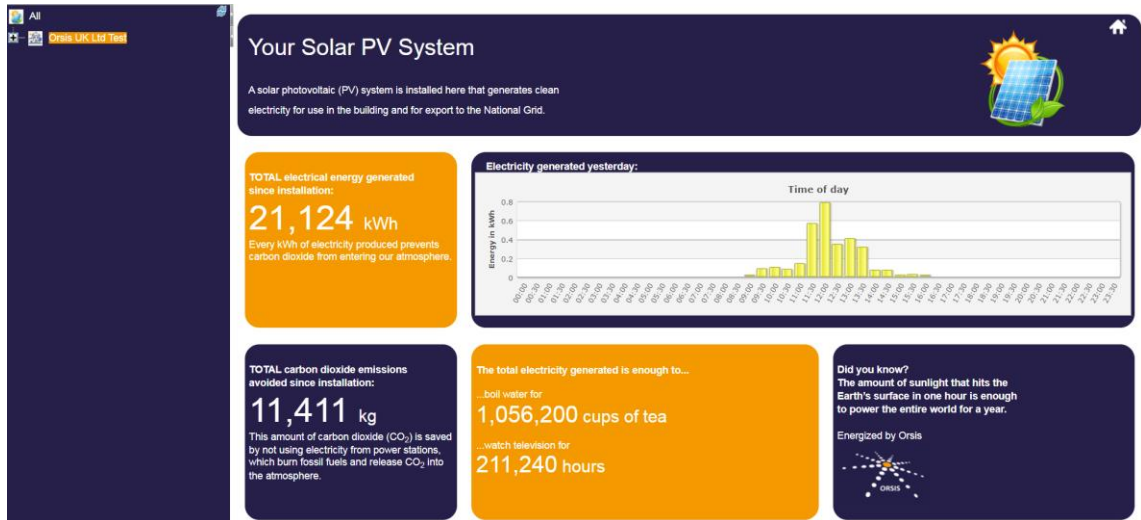 All
Orsis UK Ltd Test
Your Solar PV System
A solar photovoltaic (PV) system is installed here that generates clean
electricity for use in the building and for export to the National Grid.
TOTAL electrical energy generated
since installation:
21,124 kWh
Every kWh of electricity produced prevents
carbon dioxide from entering our atmosphere.
Electricity generated yesterday:
Time of day
Energy in kWh
0.8
0.6
0.4
0.2
0
00:00 00:30 01:00 01:30 02:00 02:30 03:00 03:30 04:00 04:30 05:00 05:30 06:00 06:30 07:00 07:30 08:00 08:30 09:00 09:30 10:00 10:30 11:00 11:30 12:00 12:30 13:00 13:30 14:00 14:30 15:00 15:30 16:00 16:30 17:00 17:30 18:00 18:30 19:00 19:30 20:00 20:30 21:00 21:30 22:00 22:30 23:00 23:30
TOTAL carbon dioxide emissions
avoided since installation:
11,411 kg
This amount of carbon dioxide (CO₂) is saved
by not using electricity from power stations,
which burn fossil fuels and release CO₂ into
the atmosphere.
The total electricity generated is enough to...
...boil water for
1,056,200 cups of tea
...watch television for
211,240 hours
Did you know?
The amount of sunlight that hits the
Earth's surface in one hour is enough
to power the entire world for a year.
Energized by Orsis
ORSIS